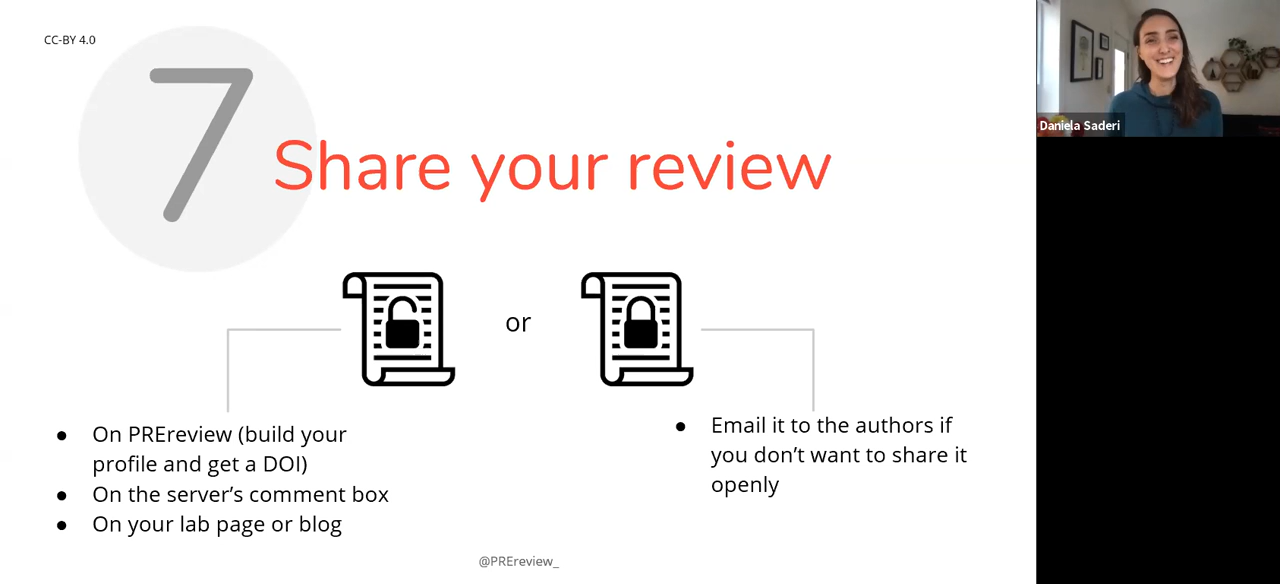 CC-BY 4.0
7
Share your review
or
● On PREreview (build your
profile and get a DOI)
● On the server’s comment box
● On your lab page or blog
● Email it to the authors if
you don’t want to share it
openly
@PREreview_
Daniela Saderi